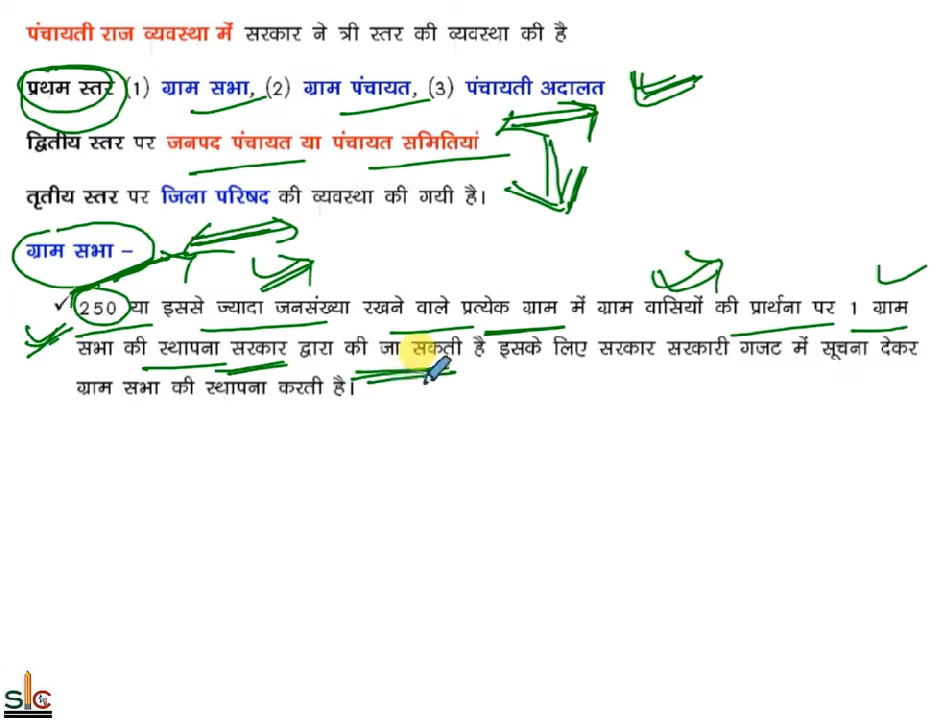 पंचायती राज व्यवस्था में सरकार ने त्री स्तर की व्यवस्था की है
प्रथम स्तर (1) ग्राम सभा, (2) ग्राम पंचायत, (3) पंचायती अदालत
द्वितीय स्तर पर जनपद पंचायत या पंचायत समितियां
तृतीय स्तर पर जिला परिषद की व्यवस्था की गयी है।
ग्राम सभा –
✓ 250 या इससे ज्यादा जनसंख्या रखने वाले प्रत्येक ग्राम में ग्राम वासियों की प्रार्थना पर 1 ग्राम
सभा की स्थापना सरकार द्वारा की जा सकती है इसके लिए सरकार सरकारी गजट में सूचना देकर
ग्राम सभा की स्थापना करती है।
SLC